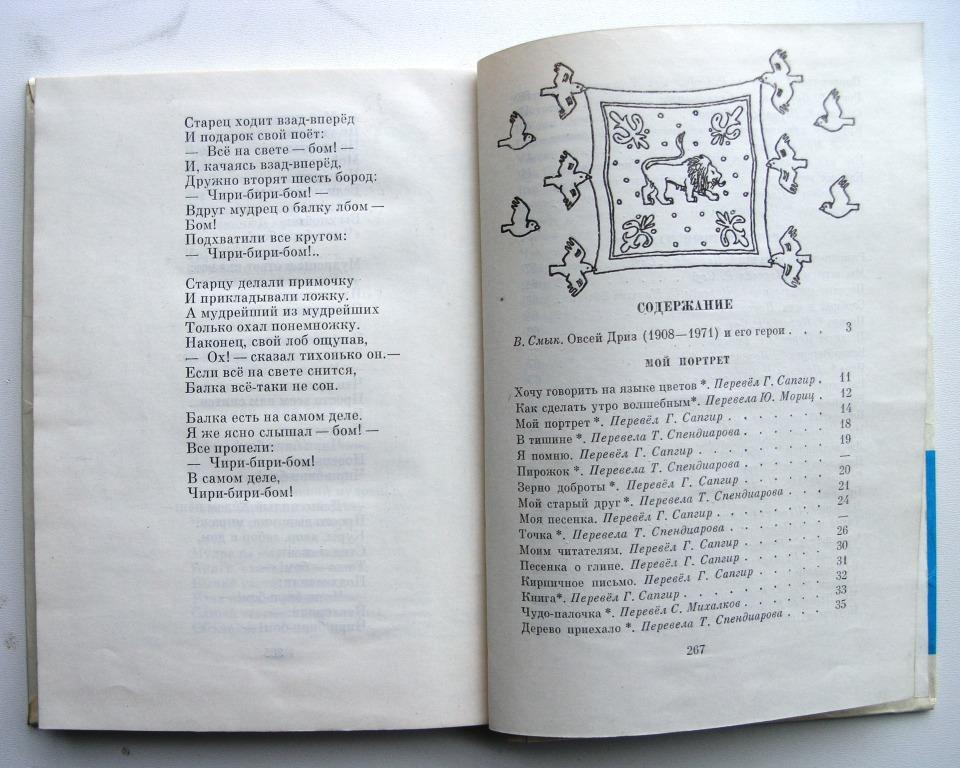 Старец ходит взад-вперёд
И подарок свой поёт:
— Всё на свете — бом! —
И, качаясь взад-вперёд,
Дружно вторят шесть бород:
— Чири-бири-бом! —
Вдруг мудрец о балку лбом —
Бом!
Подхватили все кругом:
— Чири-бири-бом!..
Старцу делали примочку
И прикладывали ложку.
А мудрейший из мудрейших
Только охал понемножку.
Наконец, свой лоб ощупав,
— Ох! — сказал тихонько он.—
Если всё на свете снится,
Балка всё-таки не сон.
Балка есть на самом деле.
Я же ясно слышал — бом! —
Все пропели:
— Чири-бири-бом!
В самом деле,
Чири-бири-бом!
СОДЕРЖАНИЕ
В. Смык. Овсей Дриз (1908—1971) и его герои . . . 3
МОЙ ПОРТРЕТ
Хочу говорить на языке цветов *. Перевёл Г. Сапгир . 11
Как сделать утро волшебным*. Перевела Ю. Мориц . 12
Мой портрет *. Перевёл Г. Сапгир . . . . . . 14
В тишине *. Перевела Т. Спендиарова . . . . . 18
Я помню. Перевёл Г. Сапгир . . . . . . . 19
Пирожок *. Перевела Т. Спендиарова . . . . . —
Зерно доброты *. Перевёл Г. Сапгир . . . . . 20
Мой старый друг *. Перевела Т. Спендиарова . . . 21
Моя песенка. Перевёл Г. Сапгир . . . . . . 24
Точка *. Перевела Т. Спендиарова . . . . . . —
Моим читателям. Перевёл Г. Сапгир . . . . . 26
Песенка о глине. Перевёл Г. Сапгир . . . . . 30
Кирпичное письмо. Перевёл Г. Сапгир . . . . . 31
Книга*. Перевёл Г. Сапгир . . . . . . . 32
Чудо-палочка *. Перевёл С. Михалков . . . . . 33
Дерево приехало *. Перевела Т. Спендиарова . . . 35
267